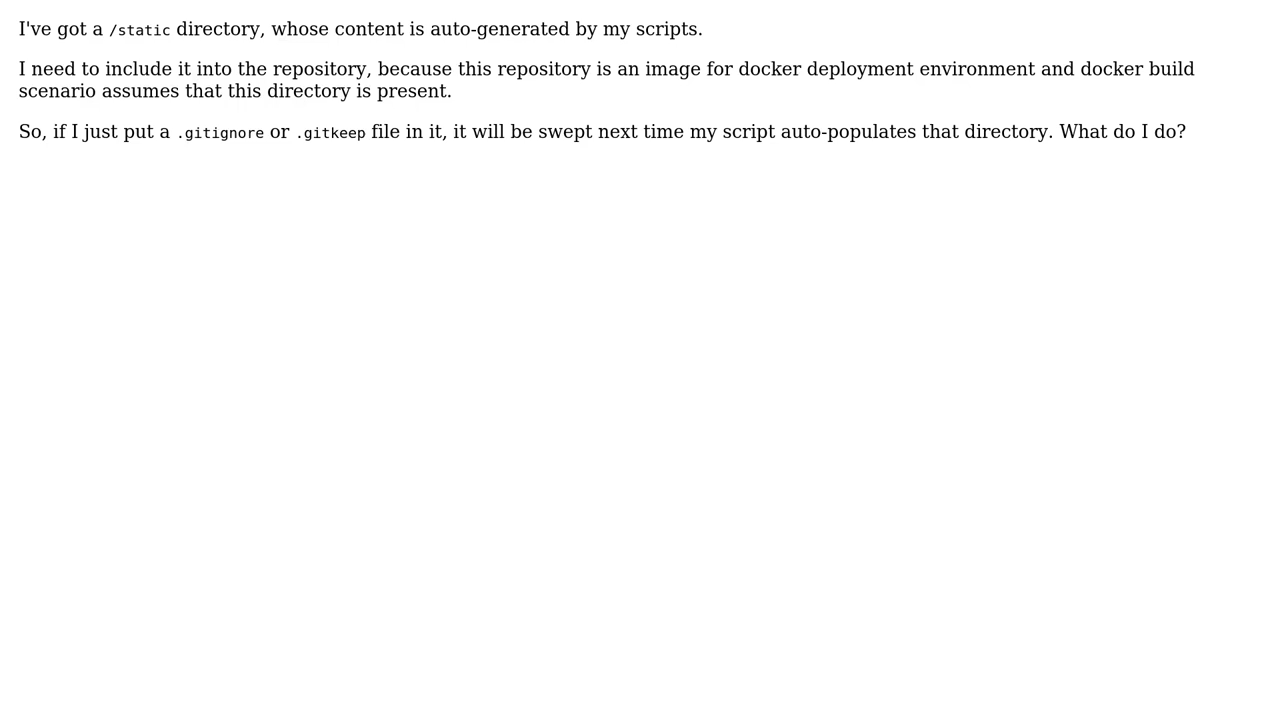 I've got a /static directory, whose content is auto-generated by my scripts.
I need to include it into the repository, because this repository is an image for docker deployment environment and docker build
scenario assumes that this directory is present.
So, if I just put a .gitignore or .gitkeep file in it, it will be swept next time my script auto-populates that directory. What do I do?